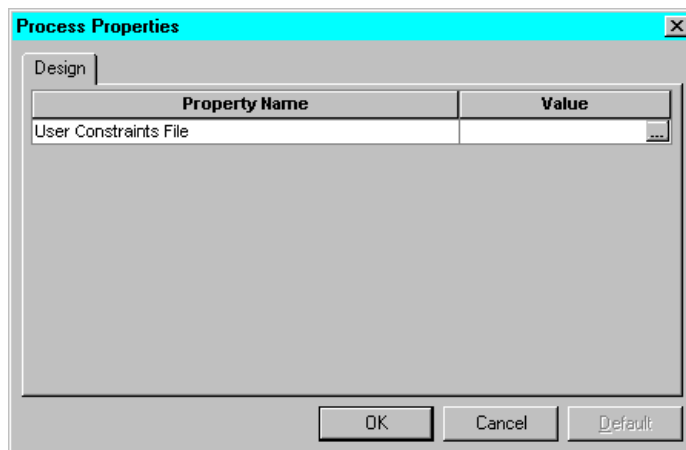 Process Properties
Design
Property Name Value
User Constraints File ...
OK Cancel Default